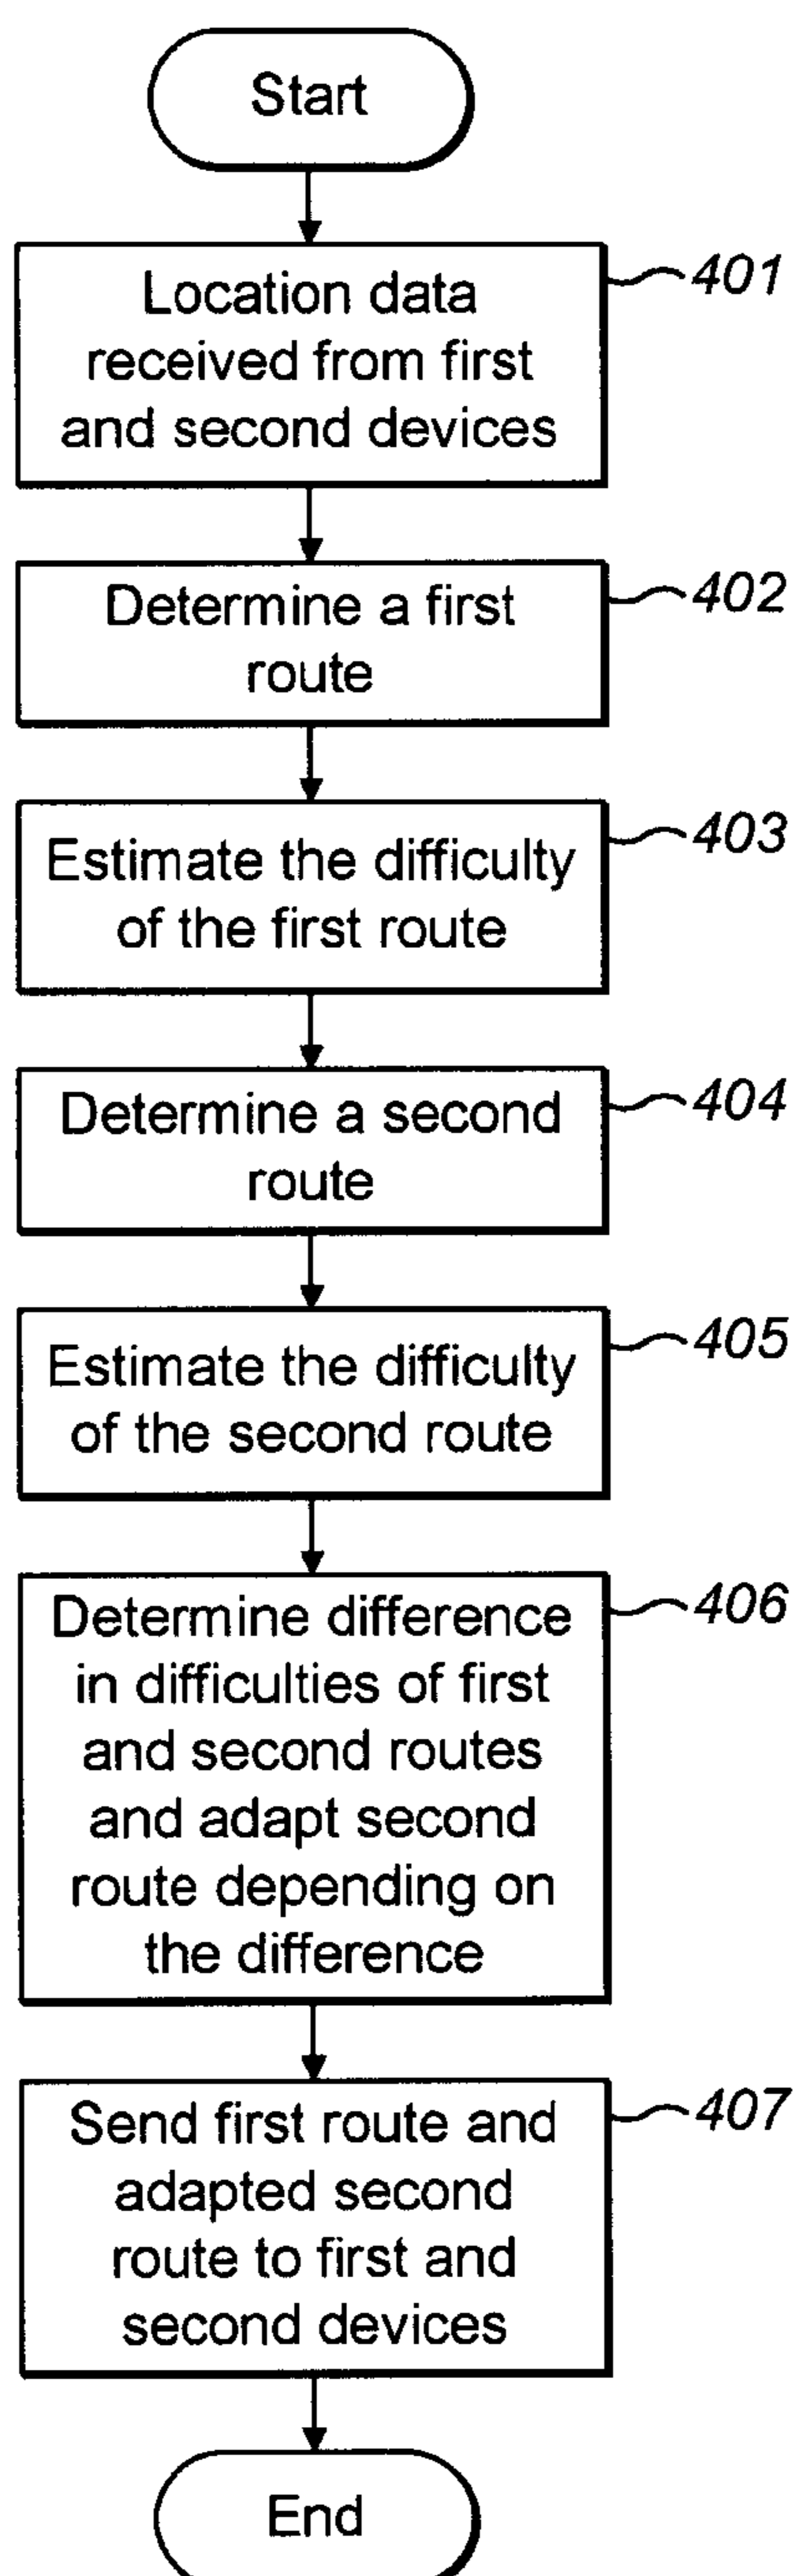 Start
401
Location data
received from first
and second devices
402
Determine a first
route
403
Estimate the difficulty
of the first route
404
Determine a second
route
405
Estimate the difficulty
of the second route
406
Determine difference
in difficulties of first
and second routes
and adapt second
route depending on
the difference
407
Send first route and
adapted second
route to first and
second devices
End